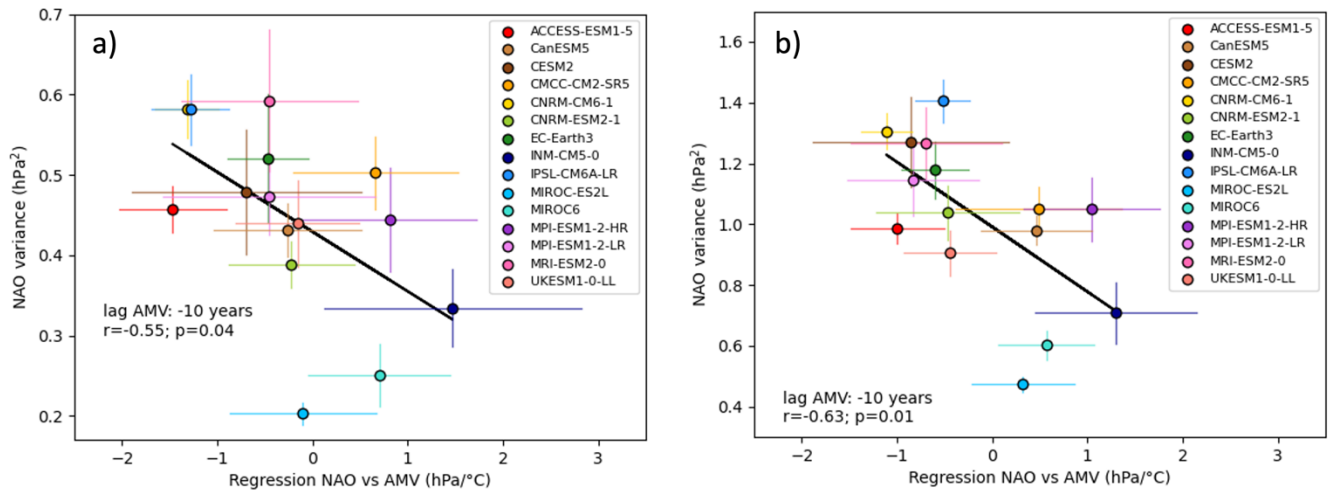 a)
0.7
0.6
0.5
0.4
0.3
0.2
NAO variance (hPa²)
ACCESS-ESM1-5
CanESM5
CESM2
CMCC-CM2-SR5
CNRM-CM6-1
CNRM-ESM2-1
EC-Earth3
INM-CM5-0
IPSL-CM6A-LR
MIROC-ES2L
MIROC6
MPI-ESM1-2-HR
MPI-ESM1-2-LR
MRI-ESM2-0
UKESM1-0-LL
lag AMV: -10 years
r=-0.55; p=0.04
−2 −1 0 1 2 3
Regression NAO vs AMV (hPa/°C)
b)
1.6
1.4
1.2
1.0
0.8
0.6
0.4
NAO variance (hPa²)
ACCESS-ESM1-5
CanESM5
CESM2
CMCC-CM2-SR5
CNRM-CM6-1
CNRM-ESM2-1
EC-Earth3
INM-CM5-0
IPSL-CM6A-LR
MIROC-ES2L
MIROC6
MPI-ESM1-2-HR
MPI-ESM1-2-LR
MRI-ESM2-0
UKESM1-0-LL
lag AMV: -10 years
r=-0.63; p=0.01
−2 −1 0 1 2 3
Regression NAO vs AMV (hPa/°C)